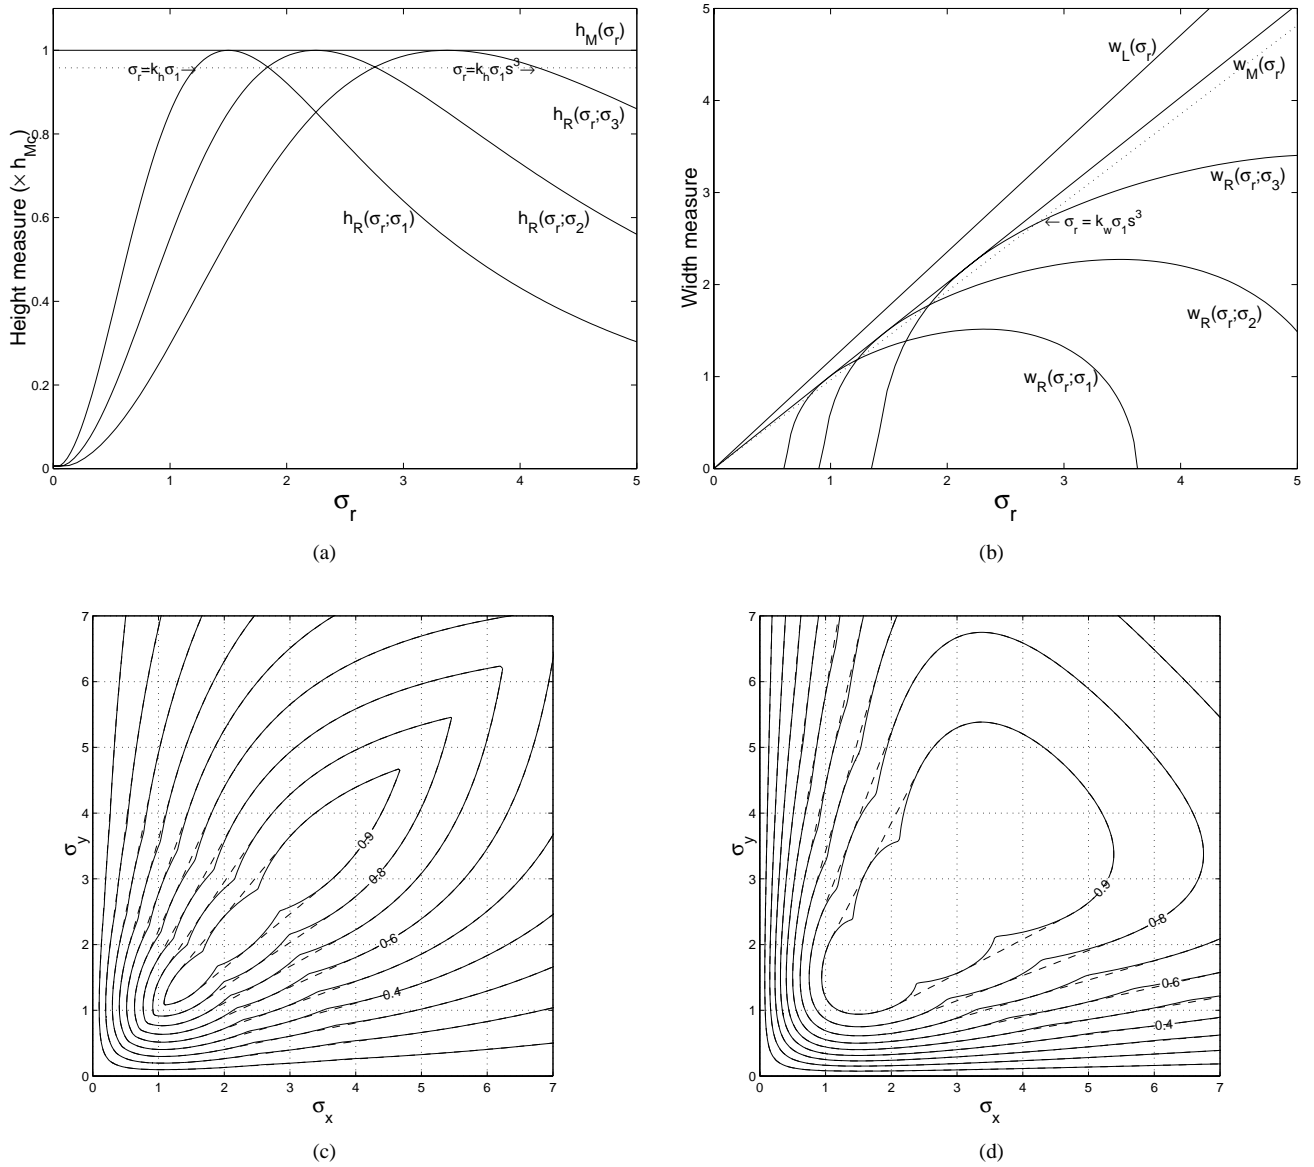 h_M(σ_r)
σ_r=k_hσ_1→
σ_r=k_hσ_1s^3→
h_R(σ_r;σ_3)
h_R(σ_r;σ_1)
h_R(σ_r;σ_2)
Height measure (× h_Mc)
1
0.8
0.6
0.4
0.2
0
0 1 2 3 4 5
σ_r
(a)
w_L(σ_r)
w_M(σ_r)
w_R(σ_r;σ_3)
← σ_r = k_wσ_1s^3
w_R(σ_r;σ_2)
w_R(σ_r;σ_1)
Width measure
5
4
3
2
1
0
0 1 2 3 4 5
σ_r
(b)
7
6
5
4
3
2
1
0
σ_y
0.9
0.8
0.6
0.4
0 1 2 3 4 5 6 7
σ_x
(c)
7
6
5
4
3
2
1
0
σ_y
0.9
0.8
0.6
0.4
0 1 2 3 4 5 6 7
σ_x
(d)